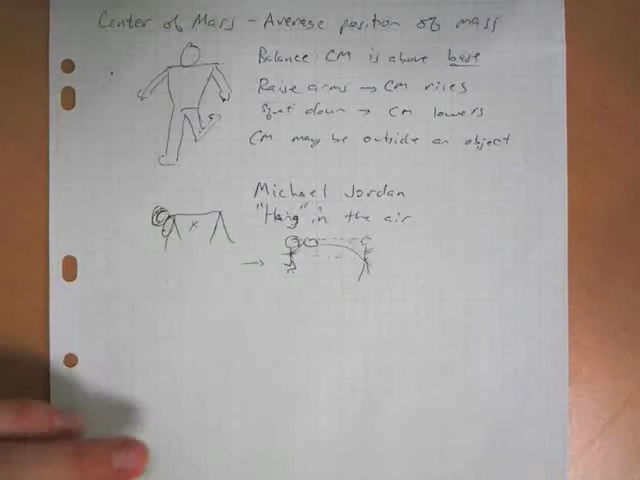 Center of Mass - Average position of mass
Balance CM is above base
Raise arms → CM rises
Squat down → CM lowers
CM may be outside an object
Michael Jordan
"Hang" in the air